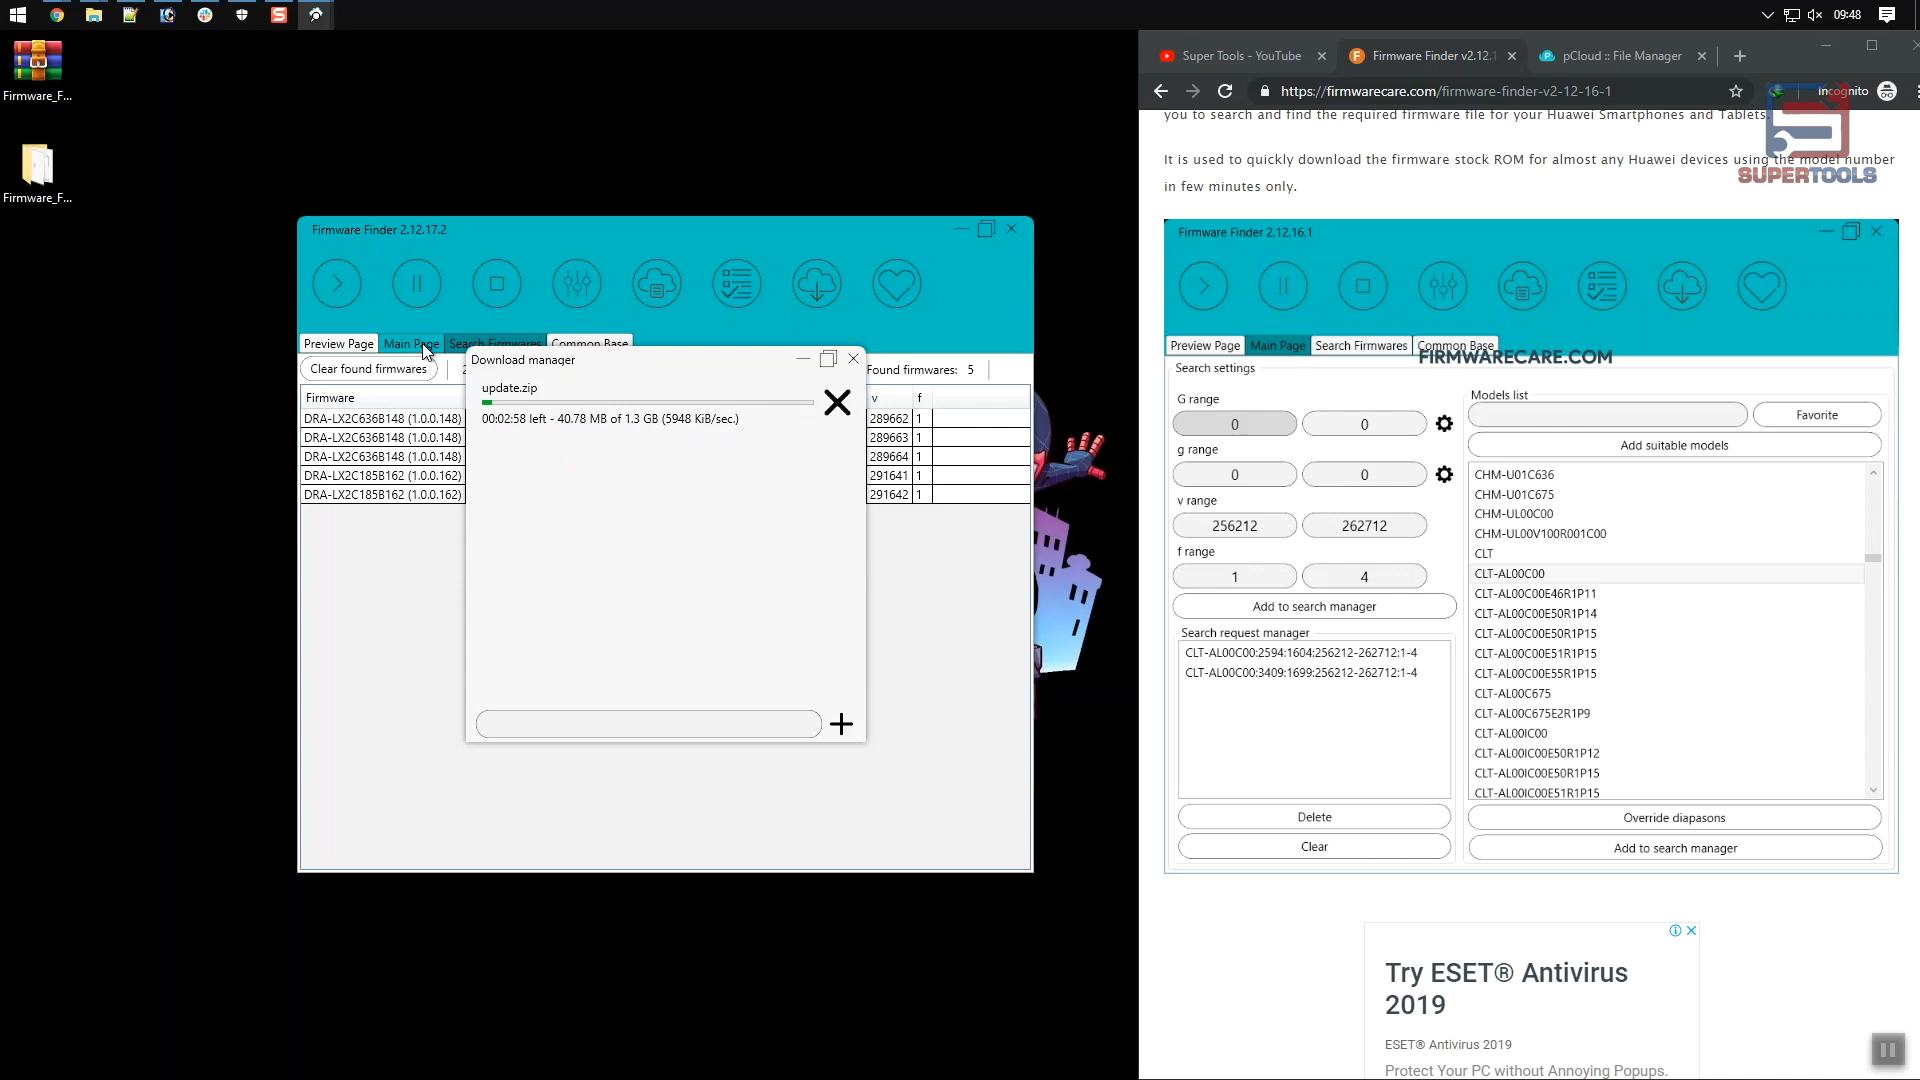 09:48
Firmware_F...
Firmware_F...
Firmware Finder 2.12.17.2
Preview Page
Main Page
Search Firmwares
Common Base
Clear found firmwares
Found firmwares: 5
Firmware
v
f
DRA-LX2C636B148 (1.0.0.148)
289662
1
DRA-LX2C636B148 (1.0.0.148)
289663
1
DRA-LX2C636B148 (1.0.0.148)
289664
1
DRA-LX2C185B162 (1.0.0.162)
291641
1
DRA-LX2C185B162 (1.0.0.162)
291642
1
Download manager
update.zip
00:02:58 left - 40.78 MB of 1.3 GB (5948 KiB/sec.)
Super Tools - YouTube
Firmware Finder v2.12.1
pCloud :: File Manager
https://firmwarecare.com/firmware-finder-v2-12-16-1
Incognito
you to search and find the required firmware file for your Huawei Smartphones and Tablets.
It is used to quickly download the firmware stock ROM for almost any Huawei devices using the model number
in few minutes only.
SUPERTOOLS
Firmware Finder 2.12.16.1
Preview Page
Main Page
Search Firmwares
Common Base
FIRMWARECARE.COM
Search settings
G range
0
0
g range
0
0
v range
256212
262712
f range
1
4
Add to search manager
Search request manager
CLT-AL00C00:2594:1604:256212-262712:1-4
CLT-AL00C00:3409:1699:256212-262712:1-4
Delete
Clear
Models list
Favorite
Add suitable models
CHM-U01C636
CHM-U01C675
CHM-UL00C00
CHM-UL00V100R001C00
CLT
CLT-AL00C00
CLT-AL00C00E46R1P11
CLT-AL00C00E50R1P14
CLT-AL00C00E50R1P15
CLT-AL00C00E51R1P15
CLT-AL00C00E55R1P15
CLT-AL00C675
CLT-AL00C675E2R1P9
CLT-AL00IC00
CLT-AL00IC00E50R1P12
CLT-AL00IC00E50R1P15
CLT-AL00IC00E51R1P15
Override diapasons
Add to search manager
Try ESET® Antivirus
2019
ESET® Antivirus 2019
Protect Your PC without Annoying Popups.